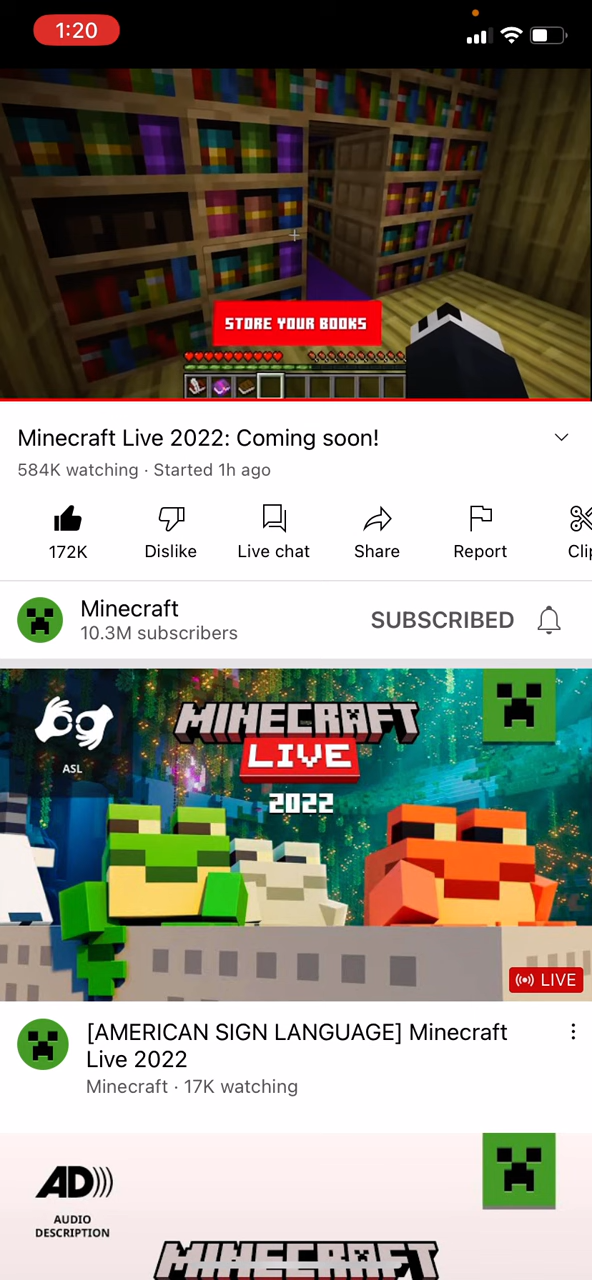 1:20
STORE YOUR BOOKS
Minecraft Live 2022: Coming soon!
584K watching · Started 1h ago
172K Dislike Live chat Share Report Clip
Minecraft
10.3M subscribers
SUBSCRIBED
MINECRAFT
LIVE
2022
ASL
LIVE
[AMERICAN SIGN LANGUAGE] Minecraft
Live 2022
Minecraft · 17K watching
AD
AUDIO
DESCRIPTION
MINECRAFT